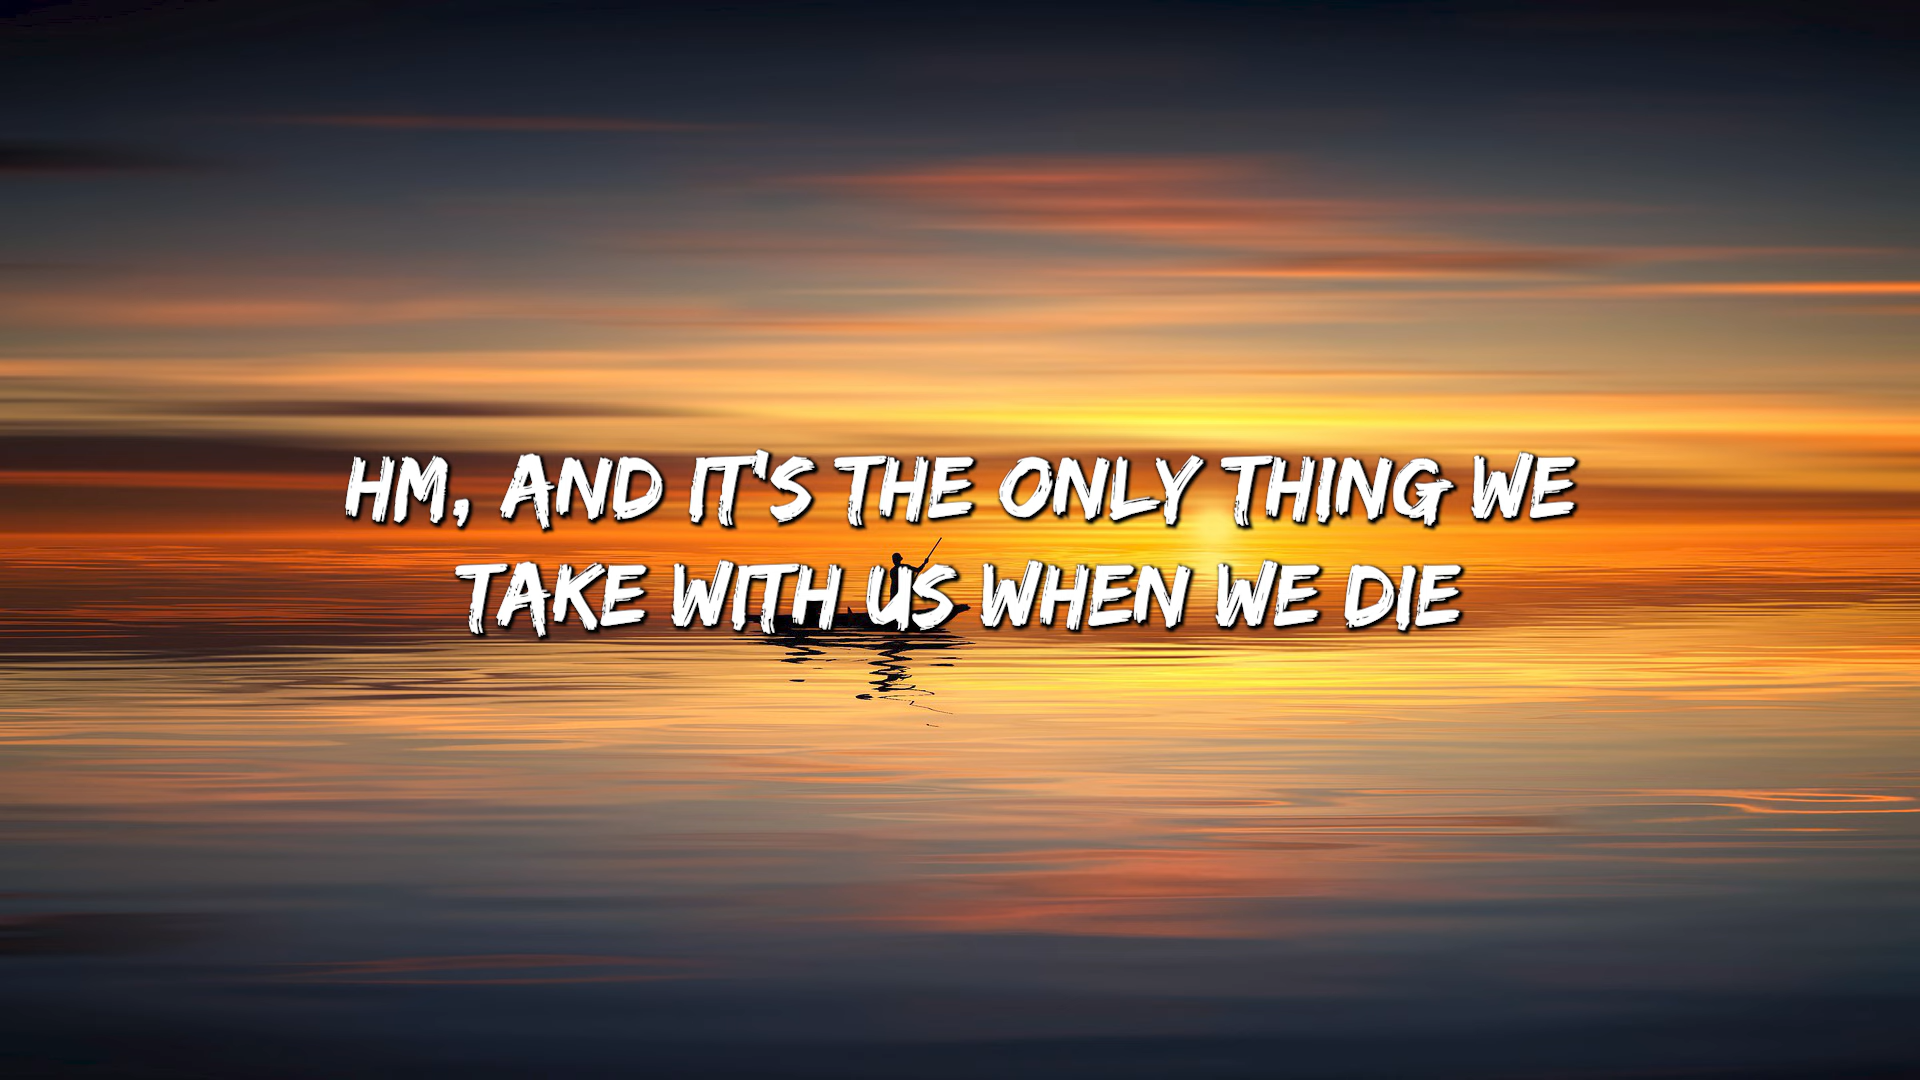 HM, AND IT'S THE ONLY THING WE
TAKE WITH US WHEN WE DIE